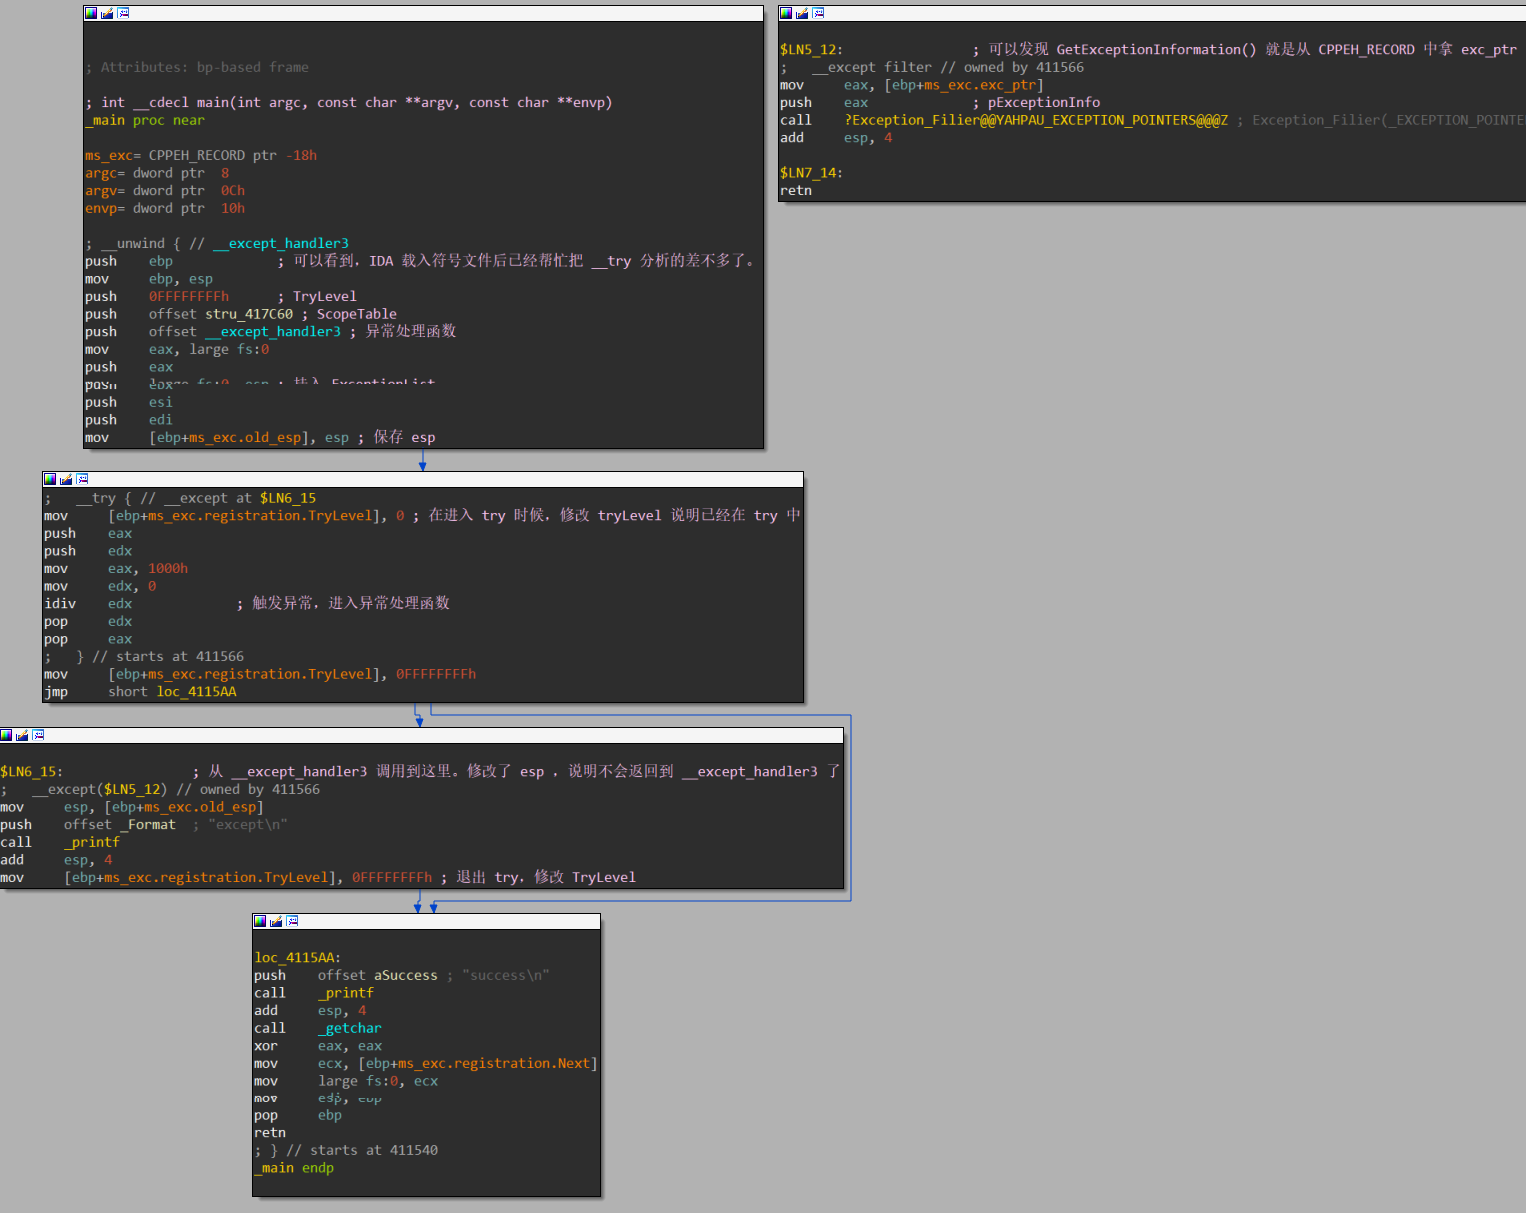 ; Attributes: bp-based frame
; int __cdecl main(int argc, const char **argv, const char **envp)
_main proc near
ms_exc= CPPEH_RECORD ptr -18h
argc= dword ptr  8
argv= dword ptr  0Ch
envp= dword ptr  10h
; __unwind { // __except_handler3
push    ebp             ; 可以看到，IDA 载入符号文件后已经帮忙把 __try 分析的差不多了。
mov     ebp, esp
push    0FFFFFFFFh      ; TryLevel
push    offset stru_417C60 ; ScopeTable
push    offset __except_handler3 ; 异常处理函数
mov     eax, large fs:0
push    eax
push    esi
push    edi
mov     [ebp+ms_exc.old_esp], esp ; 保存 esp
;   __try { // __except at $LN6_15
mov     [ebp+ms_exc.registration.TryLevel], 0 ; 在进入 try 时候，修改 tryLevel 说明已经在 try 中
push    eax
push    edx
mov     eax, 1000h
mov     edx, 0
idiv    edx             ; 触发异常，进入异常处理函数
pop     edx
pop     eax
;   } // starts at 411566
mov     [ebp+ms_exc.registration.TryLevel], 0FFFFFFFFh
jmp     short loc_4115AA
$LN6_15:                ; 从 __except_handler3 调用到这里。修改了 esp ，说明不会返回到 __except_handler3 了
;   __except($LN5_12) // owned by 411566
mov     esp, [ebp+ms_exc.old_esp]
push    offset _Format  ; "except\n"
call    _printf
add     esp, 4
mov     [ebp+ms_exc.registration.TryLevel], 0FFFFFFFFh ; 退出 try，修改 TryLevel
loc_4115AA:
push    offset aSuccess ; "success\n"
call    _printf
add     esp, 4
call    _getchar
xor     eax, eax
mov     ecx, [ebp+ms_exc.registration.Next]
mov     large fs:0, ecx
pop     ebp
retn
; } // starts at 411540
_main endp
$LN5_12:                ; 可以发现 GetExceptionInformation() 就是从 CPPEH_RECORD 中拿 exc_ptr
;   __except filter // owned by 411566
mov     eax, [ebp+ms_exc.exc_ptr]
push    eax             ; pExceptionInfo
call    ?Exception_Filier@@YAHPAU_EXCEPTION_POINTERS@@@Z ; Exception_Filier(_EXCEPTION_POINTE
add     esp, 4
$LN7_14:
retn